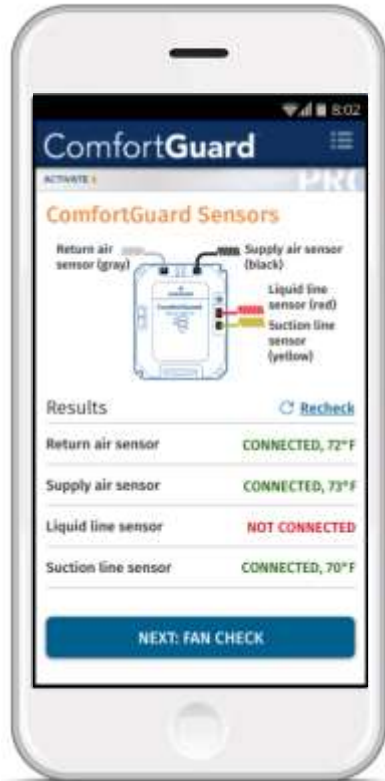 8:02
ComfortGuard
ACTIVATE
PRO
ComfortGuard Sensors
Return air
sensor (gray)
Supply air sensor
(black)
Liquid line
sensor (red)
Suction line
sensor
(yellow)
Results
Recheck
Return air sensor
CONNECTED, 72°F
Supply air sensor
CONNECTED, 73°F
Liquid line sensor
NOT CONNECTED
Suction line sensor
CONNECTED, 70°F
NEXT: FAN CHECK